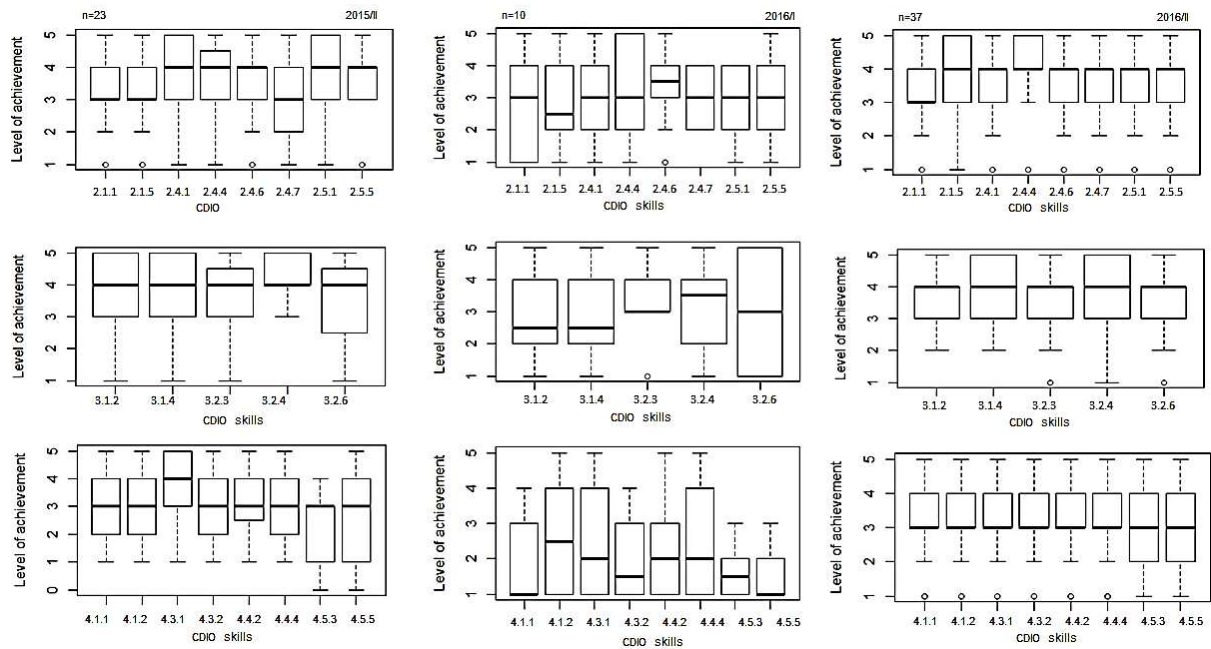 n=23 2015/II
Level of achievement
5
4
3
2
1
2.1.1 2.1.5 2.4.1 2.4.4 2.4.6 2.4.7 2.5.1 2.5.5
CDIO
n=10 2016/I
Level of achievement
5
4
3
2
1
2.1.1 2.1.5 2.4.1 2.4.4 2.4.6 2.4.7 2.5.1 2.5.5
CDIO skills
n=37 2016/II
Level of achievement
5
4
3
2
1
2.1.1 2.1.5 2.4.1 2.4.4 2.4.6 2.4.7 2.5.1 2.5.5
CDIO skills
Level of achievement
5
4
3
2
1
3.1.2 3.1.4 3.2.3 3.2.4 3.2.6
CDIO skills
Level of achievement
5
4
3
2
1
3.1.2 3.1.4 3.2.3 3.2.4 3.2.6
CDIO skills
Level of achievement
5
4
3
2
1
3.1.2 3.1.4 3.2.3 3.2.4 3.2.6
CDIO skills
Level of achievement
5
4
3
2
1
0
4.1.1 4.1.2 4.3.1 4.3.2 4.4.2 4.4.4 4.5.3 4.5.5
CDIO skills
Level of achievement
5
4
3
2
1
4.1.1 4.1.2 4.3.1 4.3.2 4.4.2 4.4.4 4.5.3 4.5.5
CDIO skills
Level of achievement
5
4
3
2
1
4.1.1 4.1.2 4.3.1 4.3.2 4.4.2 4.4.4 4.5.3 4.5.5
CDIO skills